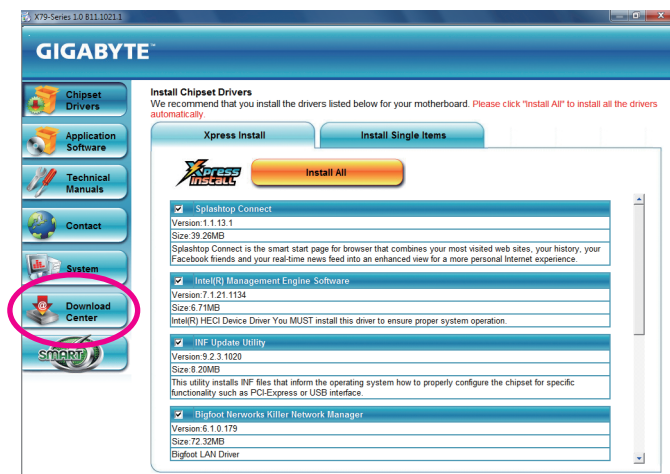 X79-Series 1.0 B11.1021.1
GIGABYTE™
Chipset
Drivers
Application
Software
Technical
Manuals
Contact
System
Download
Center
SMART
Install Chipset Drivers
We recommend that you install the drivers listed below for your motherboard. Please click "Install All" to install all the drivers
automatically.
Xpress Install
Install Single Items
Xpress
Install
Install All
Splashtop Connect
Version:1.1.13.1
Size:39.26MB
Splashtop Connect is the smart start page for browser that combines your most visited web sites, your history, your
Facebook friends and your real-time news feed into an enhanced view for a more personal Internet experience.
Intel(R) Management Engine Software
Version:7.1.21.1134
Size:6.71MB
Intel(R) HECI Device Driver You MUST install this driver to ensure proper system operation.
INF Update Utility
Version:9.2.3.1020
Size:8.20MB
This utility installs INF files that inform the operating system how to properly configure the chipset for specific
functionality such as PCI-Express or USB interface.
Bigfoot Nerworks Killer Network Manager
Version:6.1.0.179
Size:72.32MB
Bigfoot LAN Driver